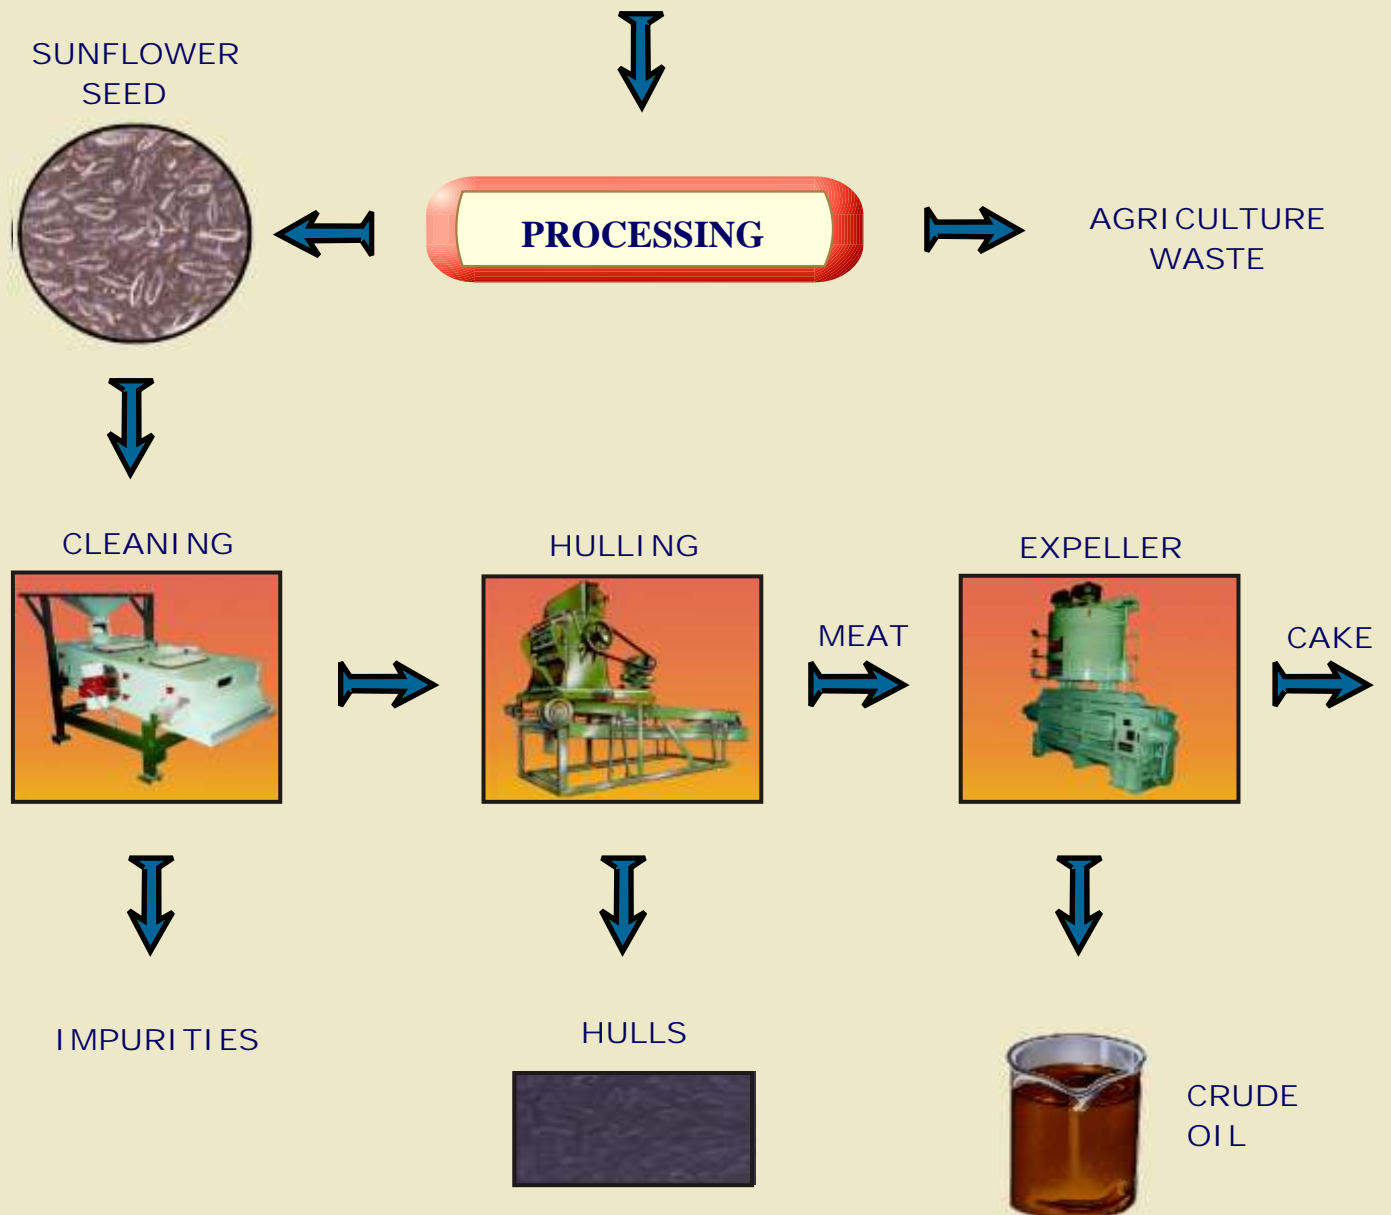 SUNFLOWER
SEED
PROCESSING
AGRICULTURE
WASTE
CLEANING
HULLING
EXPELLER
MEAT
CAKE
IMPURITIES
HULLS
CRUDE
OIL